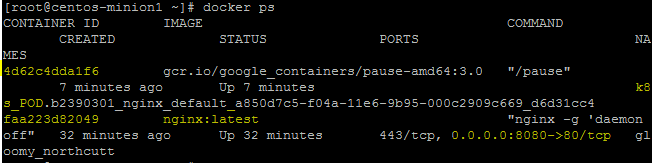 [root@centos-minion1 ~]# docker ps
CONTAINER ID        IMAGE                                      COMMAND
       CREATED             STATUS              PORTS                    NA
MES
4d62c4dda1f6        gcr.io/google_containers/pause-amd64:3.0   "/pause"
       7 minutes ago       Up 7 minutes                                 k8
s_POD.b2390301_nginx_default_a850d7c5-f04a-11e6-9b95-000c2909c669_d6d31cc4
faa223d82049        nginx:latest                               "nginx -g 'daemon
off"   32 minutes ago      Up 32 minutes       443/tcp, 0.0.0.0:8080->80/tcp   gl
oomy_northcutt